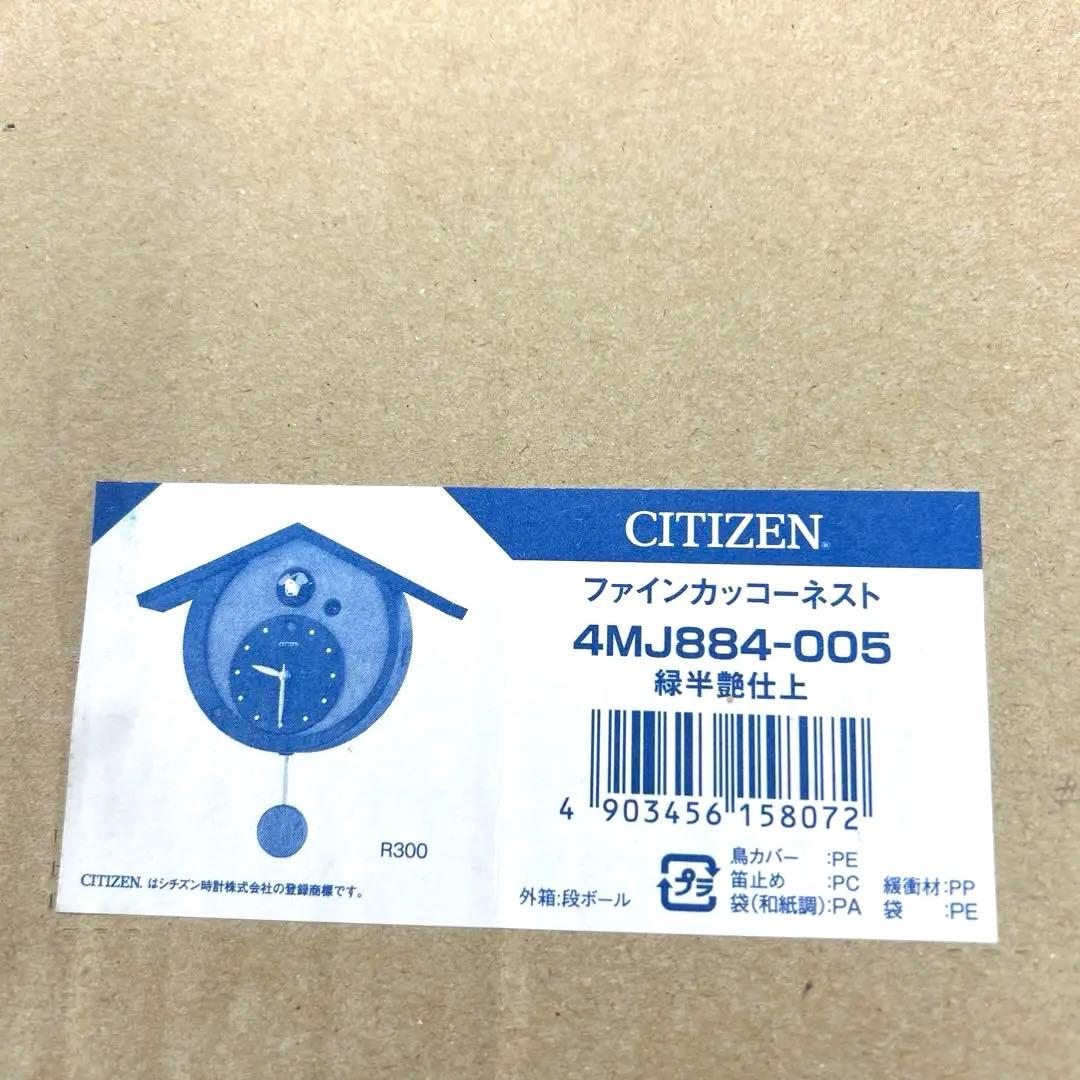 CITIZEN
ファインカッコーネスト
4MJ884-005
緑半艶仕上
4 903456 158072
R300
CITIZEN. はシチズン時計株式会社の登録商標です。
外箱:段ボール
プラ
鳥カバー :PE
笛止め :PC
袋(和紙調):PA
緩衝材:PP
袋 :PE